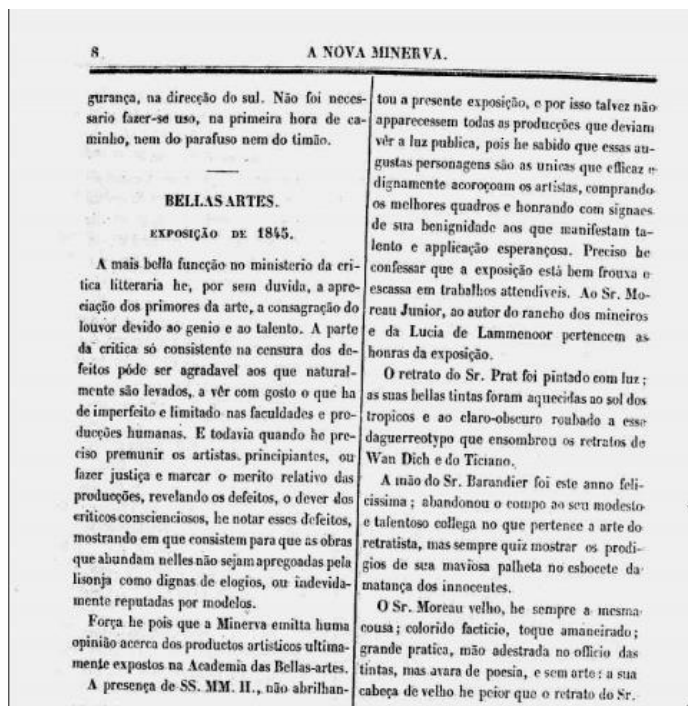 8
A NOVA MINERVA.
gurança, na direcção do sul. Não foi neces-
sario fazer-se uso, na primeira hora de ca-
minho, nem do parafuso nem do timão.
BELLAS ARTES.
EXPOSIÇÃO DE 1845.
A mais bella funcção no ministerio da cri-
tica litteraria he, por sem duvida, a apre-
ciação dos primores da arte, a consagração do
louvor devido ao genio e ao talento. A parte
da critica só consistente na censura dos de-
feitos póde ser agradavel aos que natural-
mente são levados, a vêr com gosto o que ha
de imperfeito e limitado nas faculdades e pro-
ducções humanas. E todavia quando he pre-
ciso premunir os artistas principiantes, ou
fazer justiça e marcar o merito relativo das
producções, revelando os defeitos, o dever dos
criticos conscienciosos, he notar esses defeitos,
mostrando em que consistem para que as obras
que abundam nelles não sejam apregoadas pela
lisonja como dignas de elogios, ou indevida-
mente reputadas por modelos.
Força he pois que a Minerva emitta huma
opinião acerca dos productos artisticos ultima-
mente expostos na Academia das Bellas-artes.
A presença de SS. MM. II., não abrilhan-
tou a presente exposição, e por isso talvez não
apparecessem todas as producções que deviam
vêr a luz publica, pois he sabido que essas au-
gustas personagens são as unicas que efficaz e
dignamente acoroçoam os artistas, comprando
os melhores quadros e honrando com signaes
de sua benignidade aos que manifestam ta-
lento e applicação esperançosa. Preciso he
confessar que a exposição está bem frouxa e
escassa em trabalhos attendiveis. Ao Sr. Mo-
reau Junior, ao autor do rancho dos mineiros
e da Lucia de Lammenoor pertencem as
honras da exposição.
O retrato do Sr. Prat foi pintado com luz;
as suas bellas tintas foram aquecidas ao sol dos
tropicos e ao claro-obscuro roubado a esse
daguerreotypo que ensombrou os retratos de
Wan Dich e do Ticiano.
A mão do Sr. Barandier foi este anno feli-
cissima; abandonou o compo ao seu modesto
e talentoso collega no que pertence a arte do
retratista, mas sempre quiz mostrar os prodi-
gios de sua maviosa palheta no esbocete da
matança dos innocentes.
O Sr. Moreau velho, he sempre a mesma
cousa; colorido facticio, toque amaneirado;
grande pratica, mão adestrada no officio das
tintas, mas avara de poesia, e sem arte: a sua
cabeça de velho he peior que o retrato do Sr.